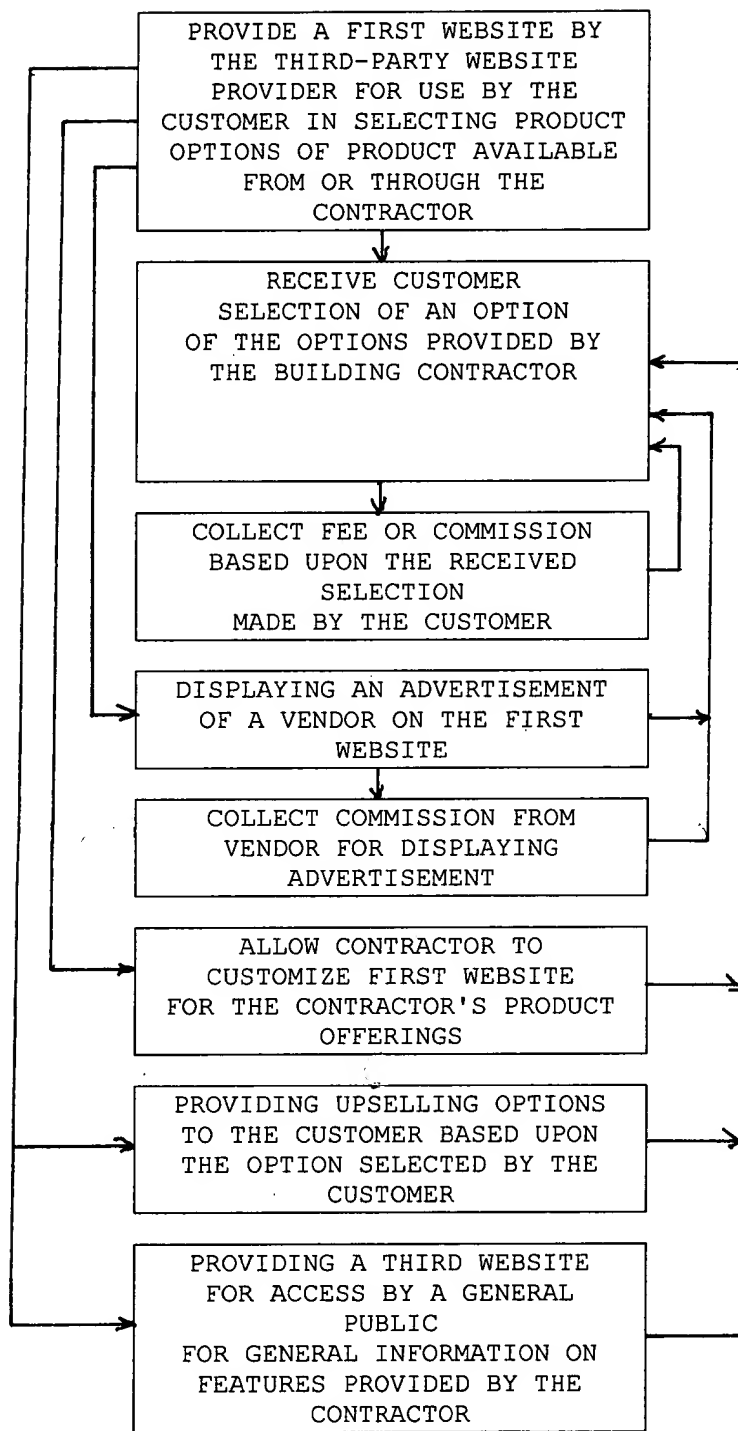 PROVIDE A FIRST WEBSITE BY
THE THIRD-PARTY WEBSITE
PROVIDER FOR USE BY THE
CUSTOMER IN SELECTING PRODUCT
OPTIONS OF PRODUCT AVAILABLE
FROM OR THROUGH THE
CONTRACTOR
RECEIVE CUSTOMER
SELECTION OF AN OPTION
OF THE OPTIONS PROVIDED BY
THE BUILDING CONTRACTOR
COLLECT FEE OR COMMISSION
BASED UPON THE RECEIVED
SELECTION
MADE BY THE CUSTOMER
DISPLAYING AN ADVERTISEMENT
OF A VENDOR ON THE FIRST
WEBSITE
COLLECT COMMISSION FROM
VENDOR FOR DISPLAYING
ADVERTISEMENT
ALLOW CONTRACTOR TO
CUSTOMIZE FIRST WEBSITE
FOR THE CONTRACTOR'S PRODUCT
OFFERINGS
PROVIDING UPSELLING OPTIONS
TO THE CUSTOMER BASED UPON
THE OPTION SELECTED BY THE
CUSTOMER
PROVIDING A THIRD WEBSITE
FOR ACCESS BY A GENERAL
PUBLIC
FOR GENERAL INFORMATION ON
FEATURES PROVIDED BY THE
CONTRACTOR